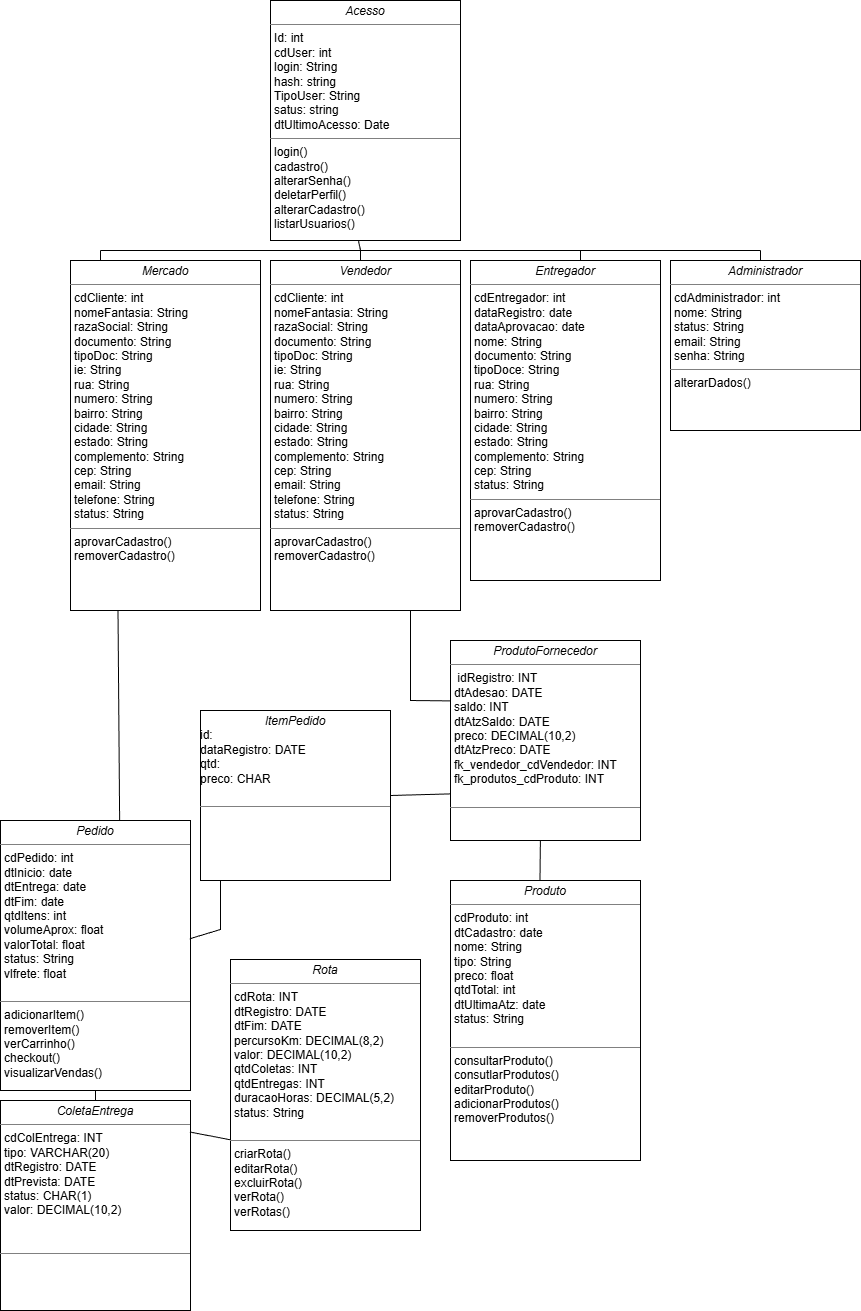 Acesso
Id: int
cdUser: int
login: String
hash: string
TipoUser: String
satus: string
dtUltimoAcesso: Date
login()
cadastro()
alterarSenha()
deletarPerfil()
alterarCadastro()
listarUsuarios()
Mercado
cdCliente: int
nomeFantasia: String
razaSocial: String
documento: String
tipoDoc: String
ie: String
rua: String
numero: String
bairro: String
cidade: String
estado: String
complemento: String
cep: String
email: String
telefone: String
status: String
aprovarCadastro()
removerCadastro()
Vendedor
cdCliente: int
nomeFantasia: String
razaSocial: String
documento: String
tipoDoc: String
ie: String
rua: String
numero: String
bairro: String
cidade: String
estado: String
complemento: String
cep: String
email: String
telefone: String
status: String
aprovarCadastro()
removerCadastro()
Entregador
cdEntregador: int
dataRegistro: date
dataAprovacao: date
nome: String
documento: String
tipoDoce: String
rua: String
numero: String
bairro: String
cidade: String
estado: String
complemento: String
cep: String
status: String
aprovarCadastro()
removerCadastro()
Administrador
cdAdministrador: int
nome: String
status: String
email: String
senha: String
alterarDados()
ProdutoFornecedor
idRegistro: INT
dtAdesao: DATE
saldo: INT
dtAtzSaldo: DATE
preco: DECIMAL(10,2)
dtAtzPreco: DATE
fk_vendedor_cdVendedor: INT
fk_produtos_cdProduto: INT
ItemPedido
id:
dataRegistro: DATE
qtd:
preco: CHAR
Pedido
cdPedido: int
dtInicio: date
dtEntrega: date
dtFim: date
qtdItens: int
volumeAprox: float
valorTotal: float
status: String
vlfrete: float
adicionarItem()
removerItem()
verCarrinho()
checkout()
visualizarVendas()
Produto
cdProduto: int
dtCadastro: date
nome: String
tipo: String
preco: float
qtdTotal: int
dtUltimaAtz: date
status: String
consultarProduto()
consutlarProdutos()
editarProduto()
adicionarProdutos()
removerProdutos()
Rota
cdRota: INT
dtRegistro: DATE
dtFim: DATE
percursoKm: DECIMAL(8,2)
valor: DECIMAL(10,2)
qtdColetas: INT
qtdEntregas: INT
duracaoHoras: DECIMAL(5,2)
status: String
criarRota()
editarRota()
excluirRota()
verRota()
verRotas()
ColetaEntrega
cdColEntrega: INT
tipo: VARCHAR(20)
dtRegistro: DATE
dtPrevista: DATE
status: CHAR(1)
valor: DECIMAL(10,2)